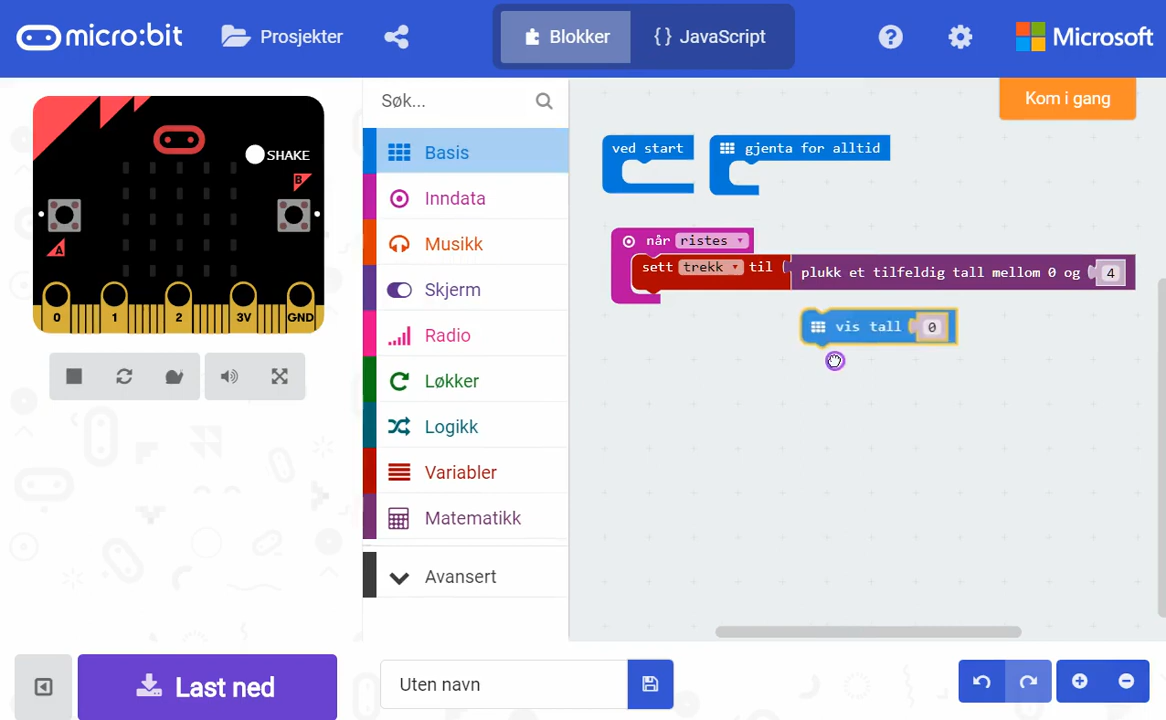 micro:bit
Prosjekter
Blokker
{ } JavaScript
?
Microsoft
SHAKE
B
A
0 1 2 3V GND
Søk...
Basis
Inndata
Musikk
Skjerm
Radio
Løkker
Logikk
Variabler
Matematikk
Avansert
Kom i gang
ved start
gjenta for alltid
når ristes
sett trekk til plukk et tilfeldig tall mellom 0 og 4
vis tall 0
Last ned
Uten navn